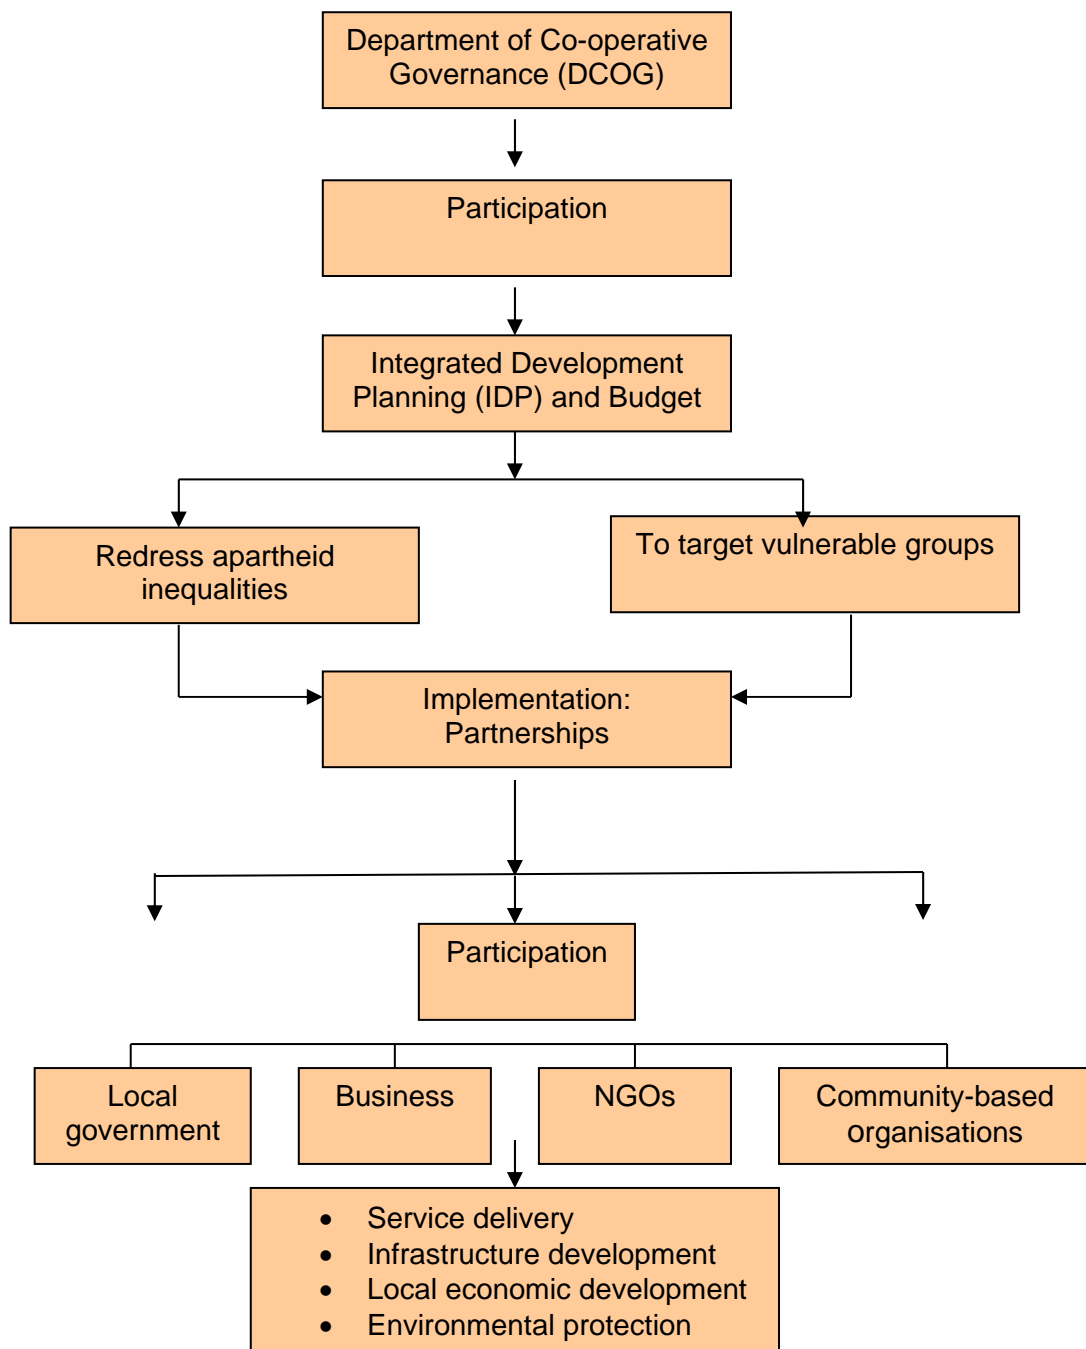 Department of Co-operative
Governance (DCOG)
Participation
Integrated Development
Planning (IDP) and Budget
Redress apartheid
inequalities
To target vulnerable groups
Implementation:
Partnerships
Participation
Local
government
Business
NGOs
Community-based
organisations
• Service delivery
• Infrastructure development
• Local economic development
• Environmental protection